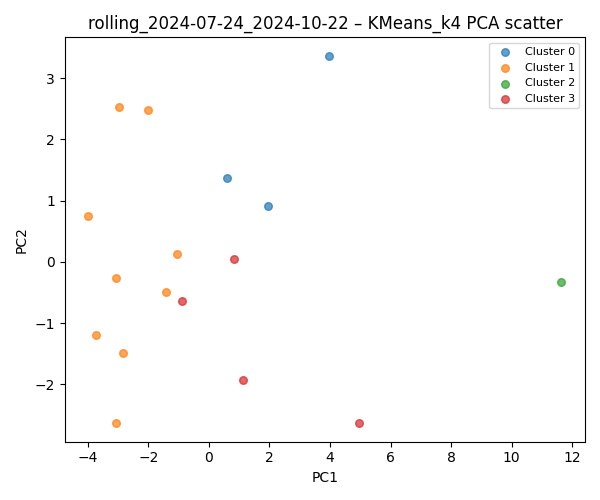 rolling_2024-07-24_2024-10-22 – KMeans_k4 PCA scatter
Cluster 0
Cluster 1
Cluster 2
Cluster 3
PC2
3
2
1
0
−1
−2
−4
−2
0
2
4
6
8
10
12
PC1